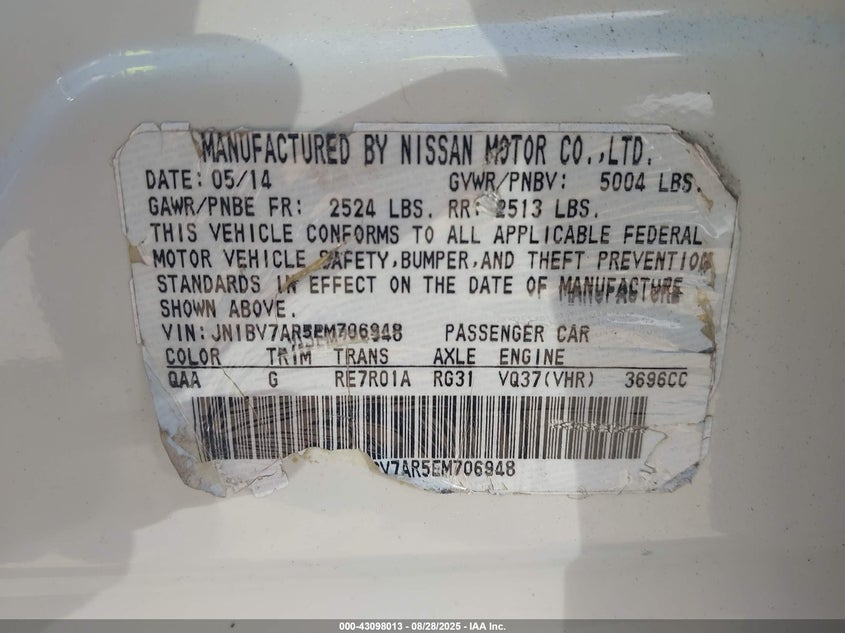 MANUFACTURED BY NISSAN MOTOR CO.,LTD.
DATE: 05/14 GVWR/PNBV: 5004 LBS.
GAWR/PNBE FR: 2524 LBS. RR: 2513 LBS.
THIS VEHICLE CONFORMS TO ALL APPLICABLE FEDERAL
MOTOR VEHICLE SAFETY,BUMPER,AND THEFT PREVENTION
STANDARDS IN EFFECT ON THE DATE OF MANUFACTURE
SHOWN ABOVE.
VIN: JN1BV7AR5EM706948 PASSENGER CAR
COLOR TRIM TRANS AXLE ENGINE
QAA G RE7R01A RG31 VQ37(VHR) 3696CC
V7AR5EM706948
000-43098013 - 08/28/2025 - IAA Inc.